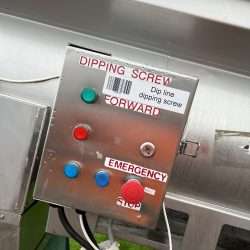 DIPPING SCREW
Dip line
dipping screw
FORWARD
EMERGENCY
STOP